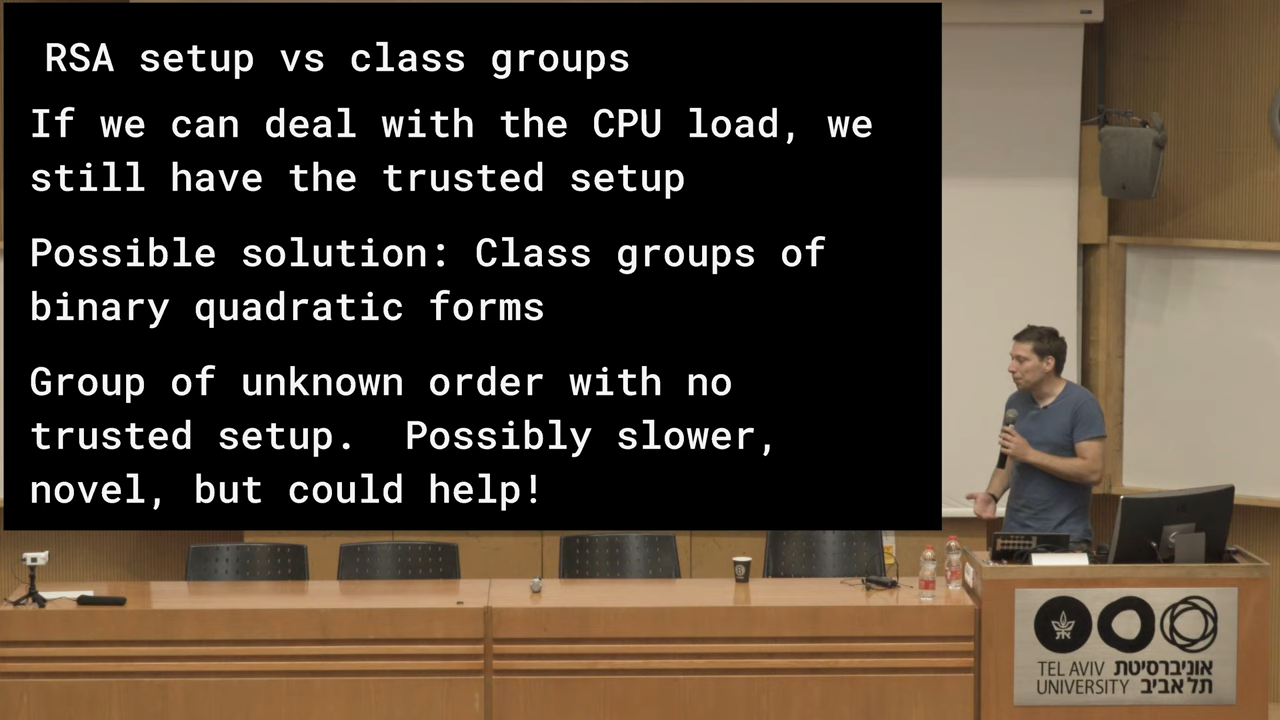 RSA setup vs class groups
If we can deal with the CPU load, we
still have the trusted setup
Possible solution: Class groups of
binary quadratic forms
Group of unknown order with no
trusted setup.  Possibly slower,
novel, but could help!
TEL AVIV אוניברסיטת
UNIVERSITY תל אביב